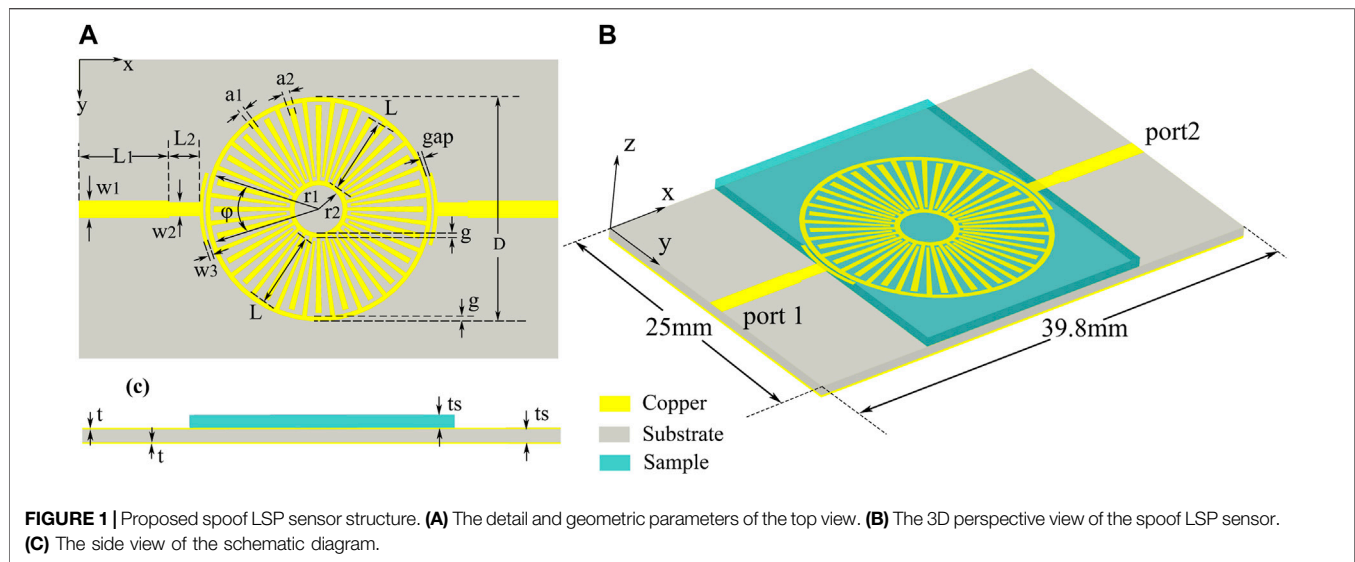 A
x
y
a1
a2
L
gap
L1
L2
w1
w2
r1
r2
φ
g
D
w3
L
g
B
z
x
y
port2
port 1
25mm
39.8mm
(c)
t
t
ts
ts
Copper
Substrate
Sample
FIGURE 1 | Proposed spoof LSP sensor structure. (A) The detail and geometric parameters of the top view. (B) The 3D perspective view of the spoof LSP sensor.
(C) The side view of the schematic diagram.